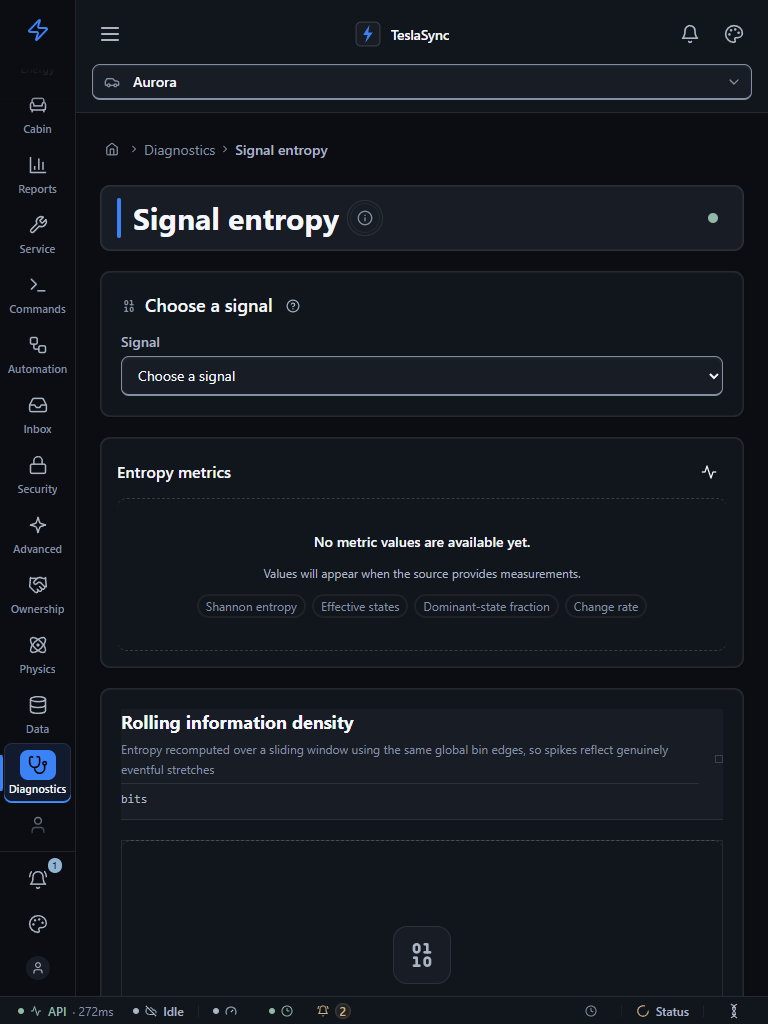 TeslaSync
Aurora
Energy
Cabin
Reports
Service
Commands
Automation
Inbox
Security
Advanced
Ownership
Physics
Data
Diagnostics
1
Diagnostics
Signal entropy
Signal entropy
Choose a signal
Signal
Choose a signal
Entropy metrics
No metric values are available yet.
Values will appear when the source provides measurements.
Shannon entropy
Effective states
Dominant-state fraction
Change rate
Rolling information density
Entropy recomputed over a sliding window using the same global bin edges, so spikes reflect genuinely
eventful stretches
bits
01
10
API · 272ms
Idle
2
Status